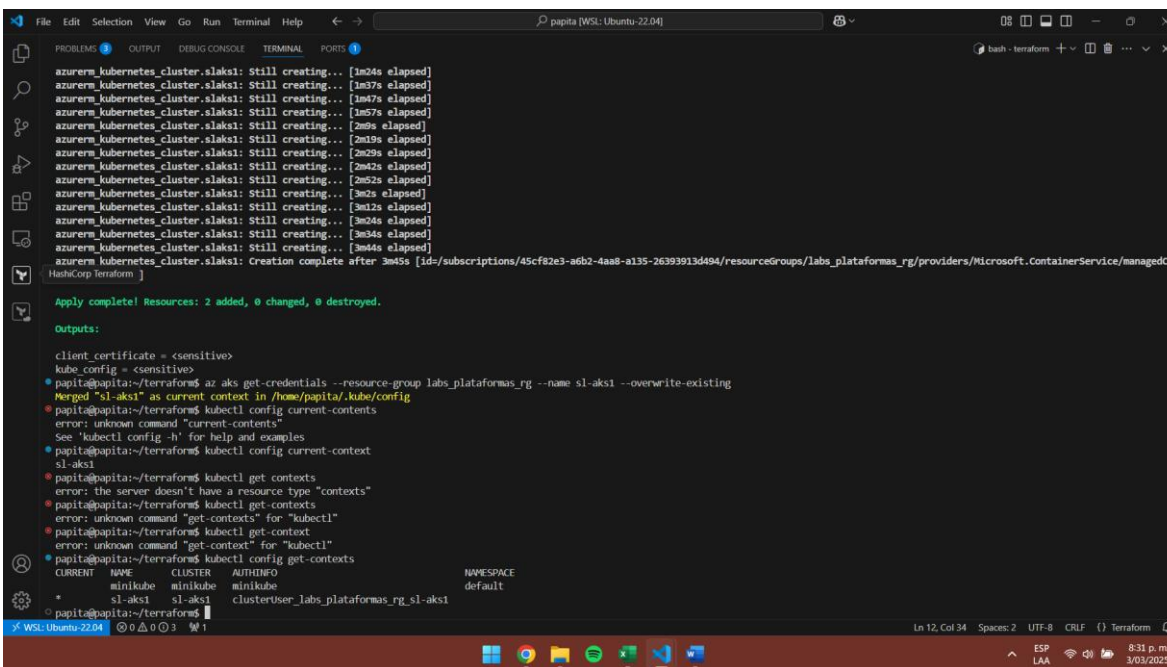 File Edit Selection View Go Run Terminal Help papita [WSL: Ubuntu-22.04]
PROBLEMS 3 OUTPUT DEBUG CONSOLE TERMINAL PORTS 1 bash - terraform
azurerm_kubernetes_cluster.slaks1: Still creating... [1m24s elapsed]
azurerm_kubernetes_cluster.slaks1: Still creating... [1m37s elapsed]
azurerm_kubernetes_cluster.slaks1: Still creating... [1m47s elapsed]
azurerm_kubernetes_cluster.slaks1: Still creating... [1m57s elapsed]
azurerm_kubernetes_cluster.slaks1: Still creating... [2m9s elapsed]
azurerm_kubernetes_cluster.slaks1: Still creating... [2m19s elapsed]
azurerm_kubernetes_cluster.slaks1: Still creating... [2m29s elapsed]
azurerm_kubernetes_cluster.slaks1: Still creating... [2m42s elapsed]
azurerm_kubernetes_cluster.slaks1: Still creating... [2m52s elapsed]
azurerm_kubernetes_cluster.slaks1: Still creating... [3m2s elapsed]
azurerm_kubernetes_cluster.slaks1: Still creating... [3m12s elapsed]
azurerm_kubernetes_cluster.slaks1: Still creating... [3m24s elapsed]
azurerm_kubernetes_cluster.slaks1: Still creating... [3m34s elapsed]
azurerm_kubernetes_cluster.slaks1: Still creating... [3m44s elapsed]
azurerm_kubernetes_cluster.slaks1: Creation complete after 3m45s [id=/subscriptions/45cf82e3-a6b2-4aa8-a135-26393913d494/resourceGroups/labs_plataformas_rg/providers/Microsoft.ContainerService/managedC
HashiCorp Terraform ]
Apply complete! Resources: 2 added, 0 changed, 0 destroyed.
Outputs:
client_certificate = <sensitive>
kube_config = <sensitive>
papita@papita:~/terraform$ az aks get-credentials --resource-group labs_plataformas_rg --name sl-aks1 --overwrite-existing
Merged "sl-aks1" as current context in /home/papita/.kube/config
papita@papita:~/terraform$ kubectl config current-contents
error: unknown command "current-contents"
See 'kubectl config -h' for help and examples
papita@papita:~/terraform$ kubectl config current-context
sl-aks1
papita@papita:~/terraform$ kubectl get contexts
error: the server doesn't have a resource type "contexts"
papita@papita:~/terraform$ kubectl get-contexts
error: unknown command "get-contexts" for "kubectl"
papita@papita:~/terraform$ kubectl get-context
error: unknown command "get-context" for "kubectl"
papita@papita:~/terraform$ kubectl config get-contexts
CURRENT NAME CLUSTER AUTHINFO NAMESPACE
minikube minikube minikube default
* sl-aks1 sl-aks1 clusterUser_labs_plataformas_rg_sl-aks1
papita@papita:~/terraform$
WSL: Ubuntu-22.04 0 0 3 1 Ln 12, Col 34 Spaces: 2 UTF-8 CRLF {} Terraform
ESP 8:31 p. m
LAA 3/03/2025